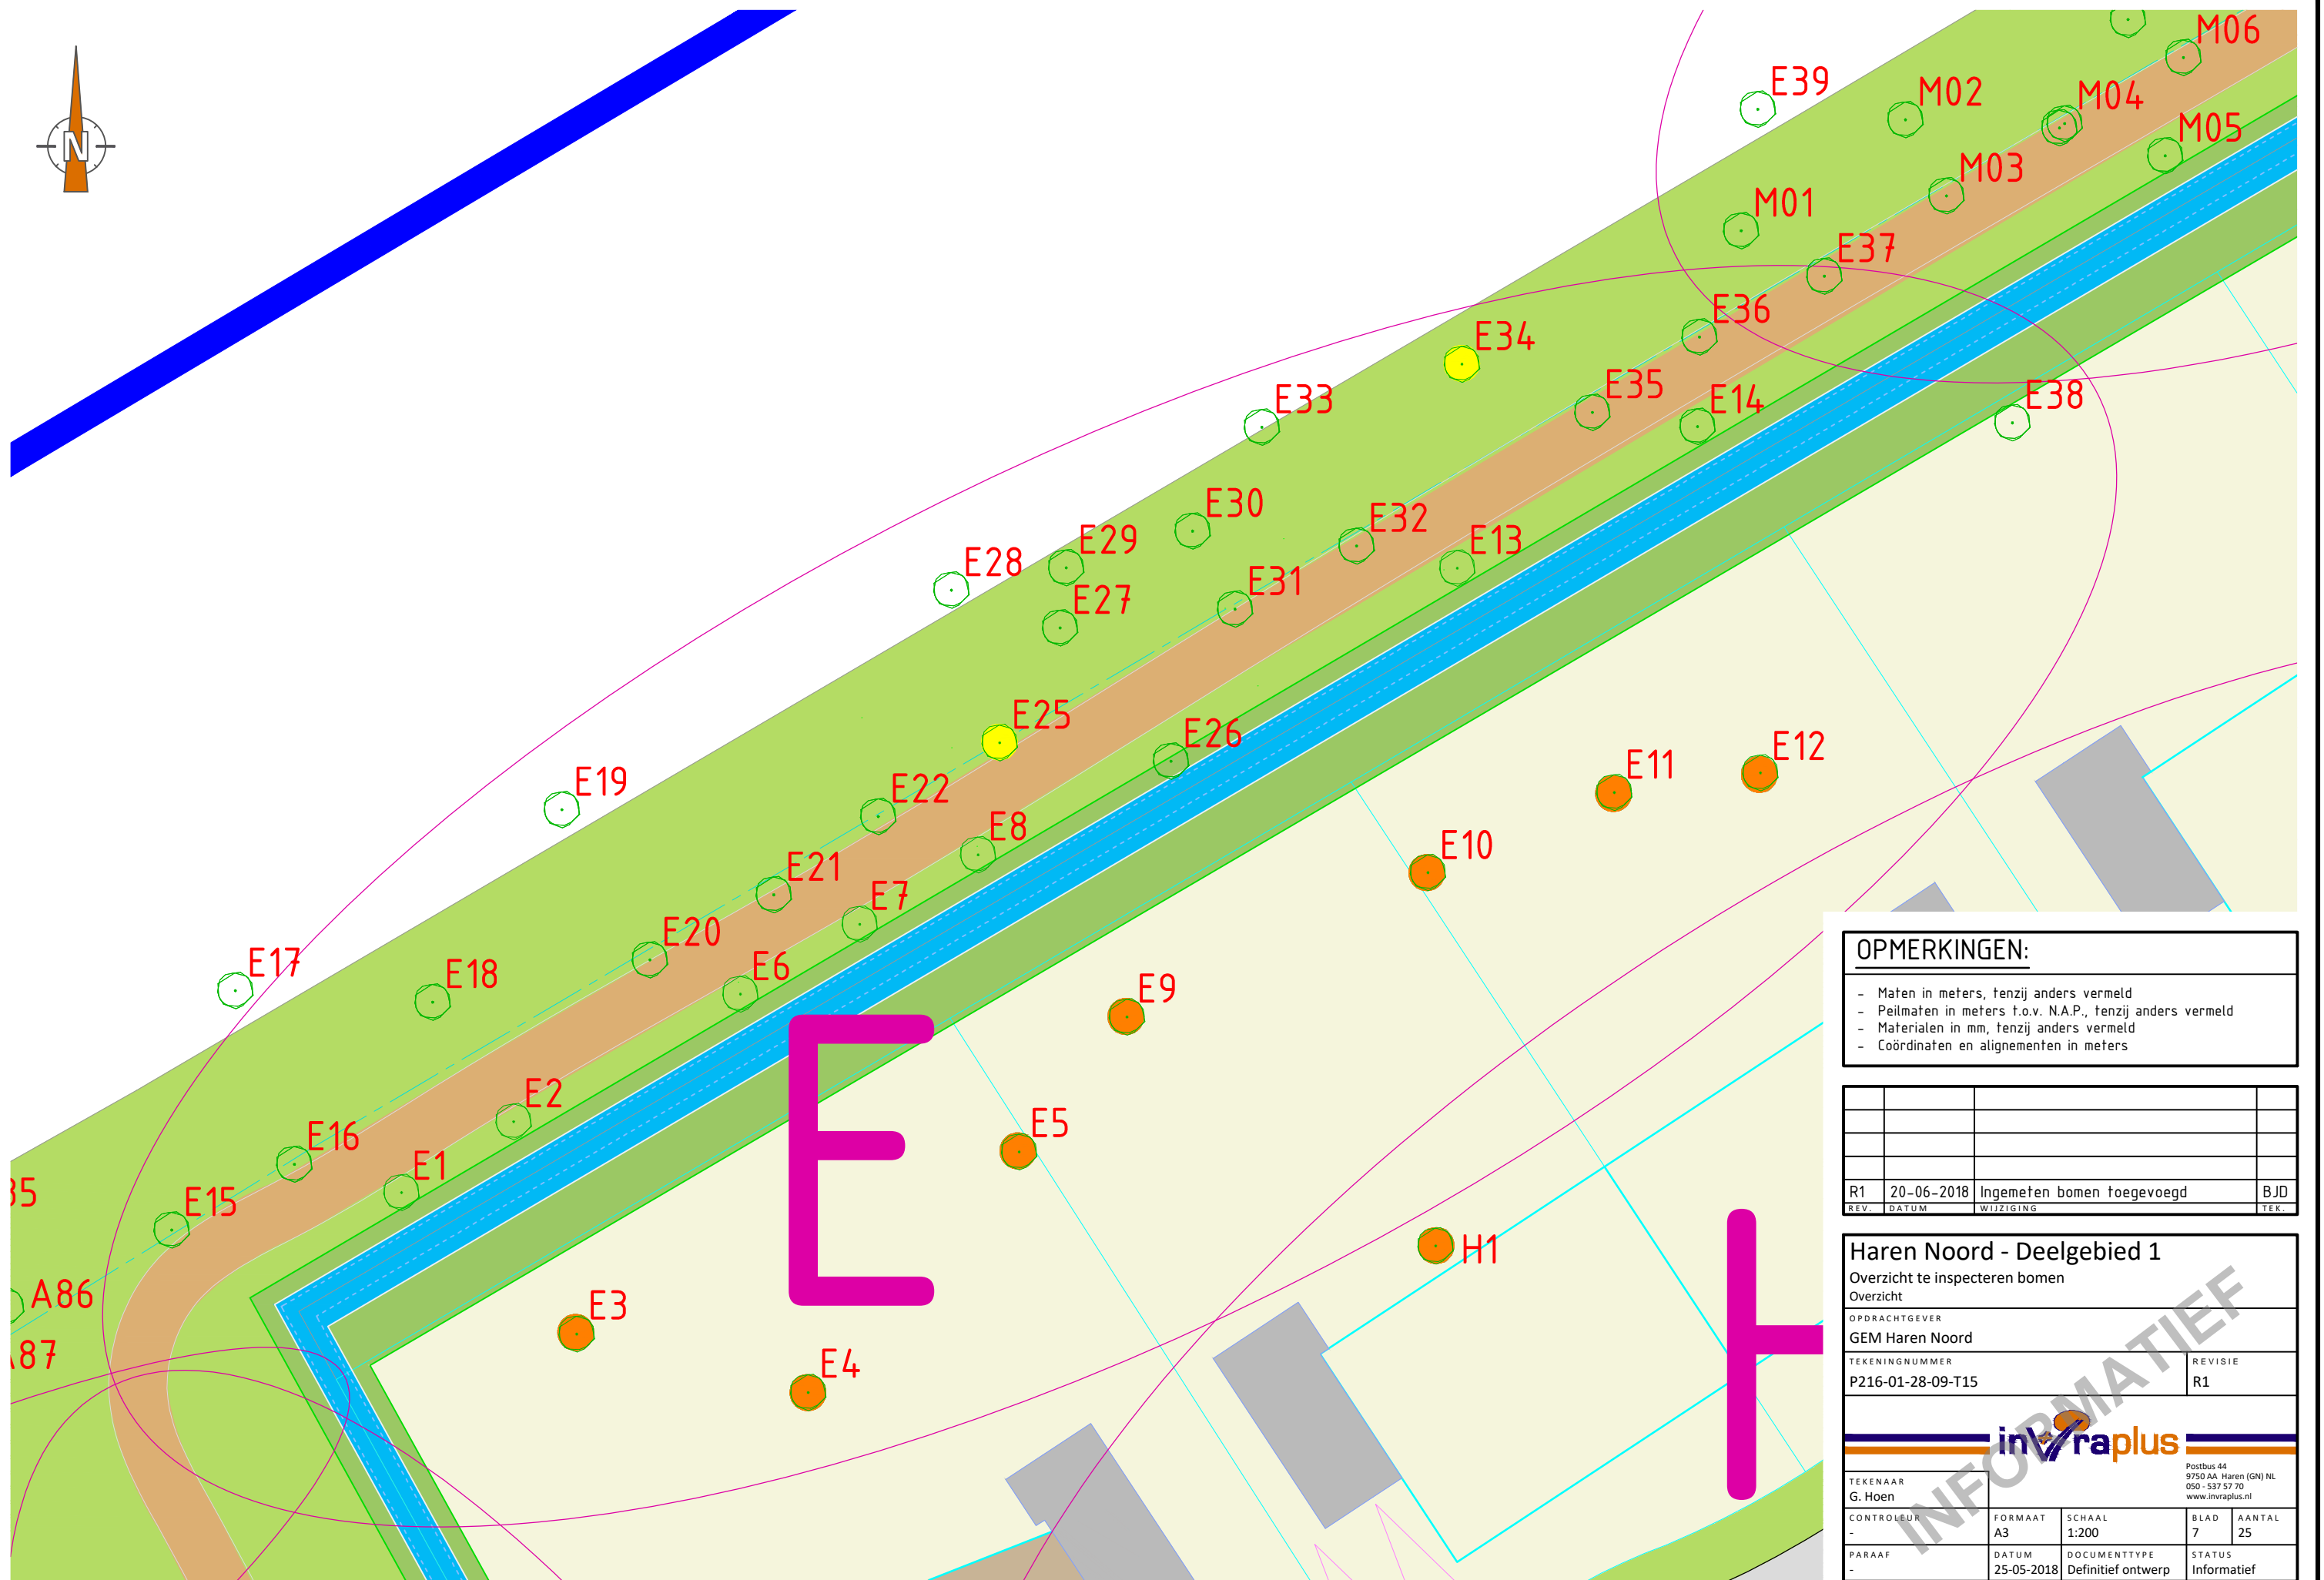 N
M06
E39
M02
M04
M05
M03
M01
E37
E36
E34
E35
E14
E38
E33
E30
E32
E29
E13
E28
E31
E27
E25
E26
E12
E11
E19
E22
E8
E10
E21
E7
E20
E6
E17
E18
E9
E
E2
E5
E16
E1
E15
A86
H1
E3
E4
H
OPMERKINGEN:
- Maten in meters, tenzij anders vermeld
- Peilmaten in meters t.o.v. N.A.P., tenzij anders vermeld
- Materialen in mm, tenzij anders vermeld
- Coördinaten en alignementen in meters
R1 20-06-2018 Ingemeten bomen toegevoegd BJD
REV. DATUM WIJZIGING TEK.
Haren Noord - Deelgebied 1
Overzicht te inspecteren bomen
Overzicht
OPDRACHTGEVER
GEM Haren Noord
TEKENINGNUMMER REVISIE
P216-01-28-09-T15 R1
invraplus
Postbus 44
9750 AA Haren (GN) NL
050 - 537 57 70
www.invraplus.nl
TEKENAAR
G. Hoen
CONTROLEUR FORMAAT SCHAAL BLAD AANTAL
- A3 1:200 7 25
PARAAF DATUM DOCUMENTTYPE STATUS
- 25-05-2018 Definitief ontwerp Informatief
INFORMATIEF